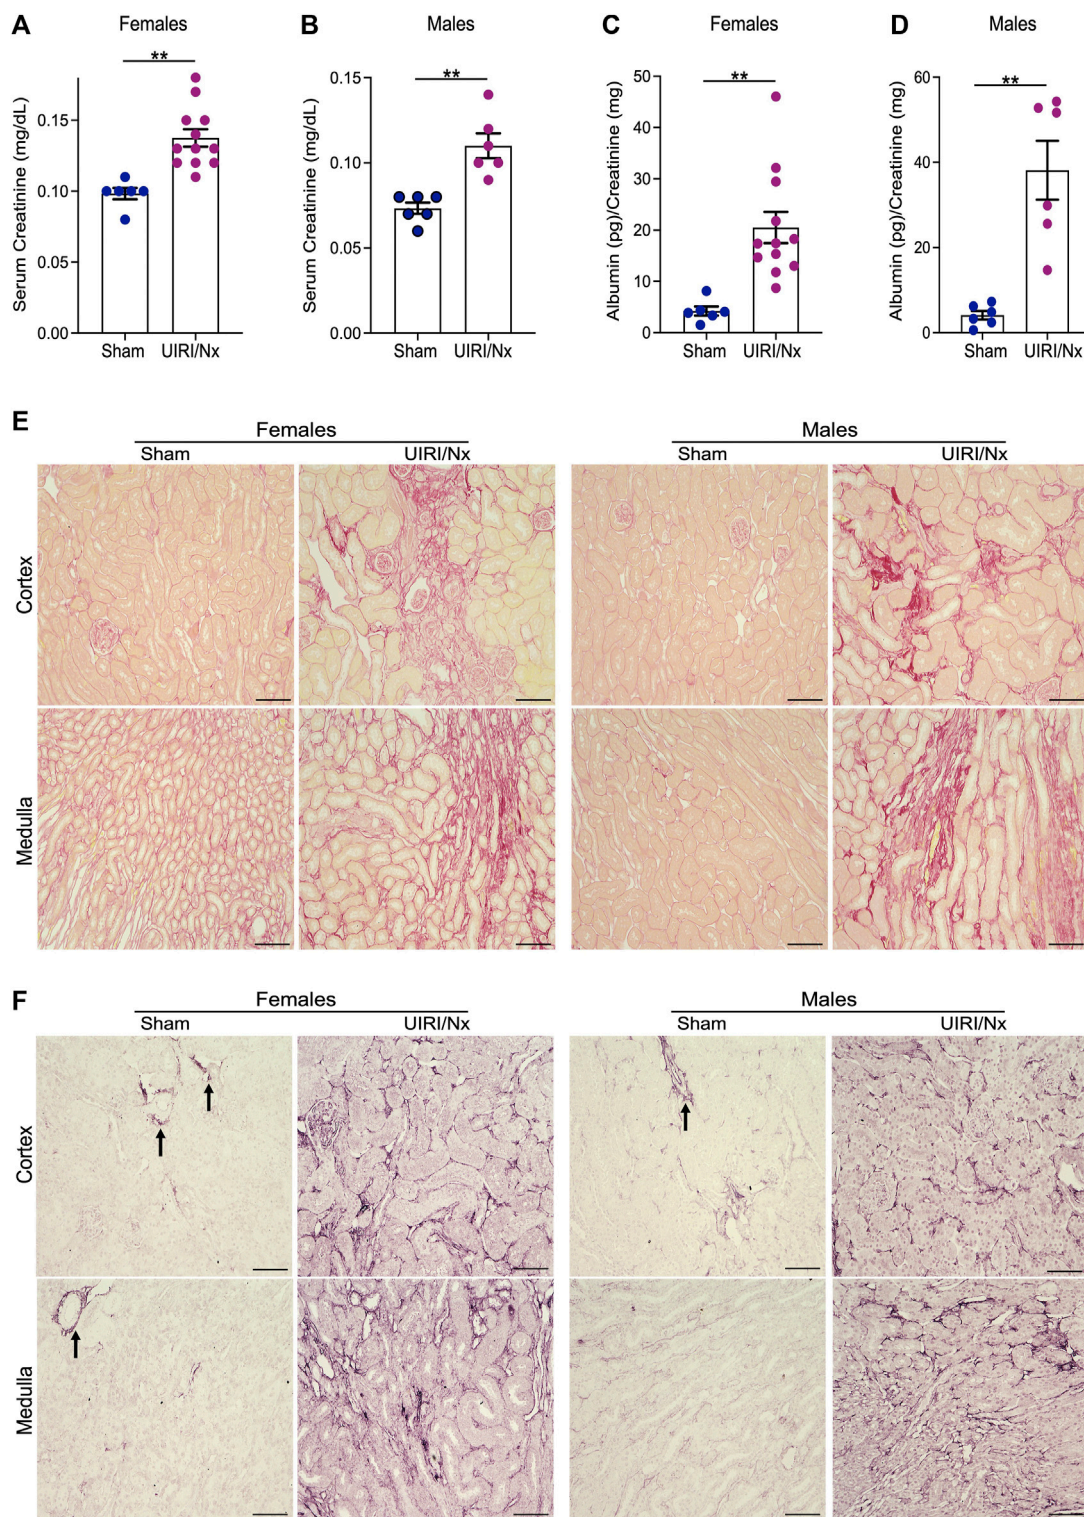 A Females
Serum Creatinine (mg/dL)
**
0.15
0.10
0.05
0.00
Sham UIRI/Nx
B Males
Serum Creatinine (mg/dL)
**
0.15
0.10
0.05
0.00
Sham UIRI/Nx
C Females
Albumin (pg)/Creatinine (mg)
**
50
40
30
20
10
0
Sham UIRI/Nx
D Males
Albumin (pg)/Creatinine (mg)
**
60
40
20
0
Sham UIRI/Nx
E
Females Males
Sham UIRI/Nx Sham UIRI/Nx
Cortex
Medulla
F
Females Males
Sham UIRI/Nx Sham UIRI/Nx
Cortex
Medulla